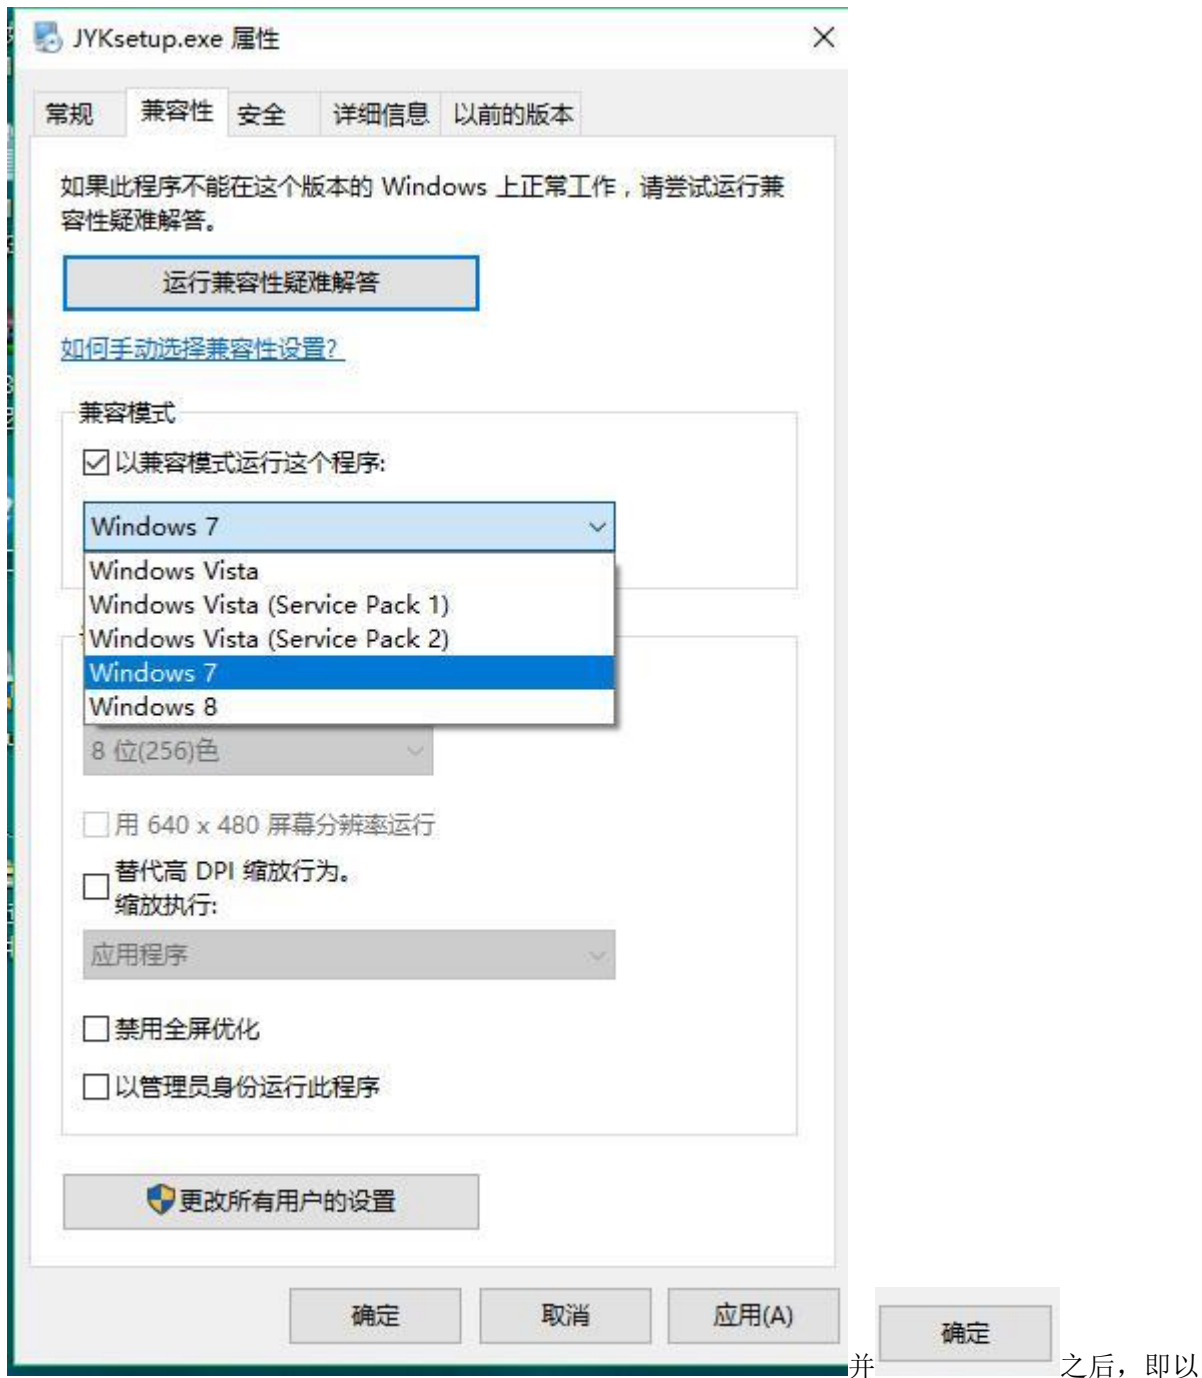 JYKsetup.exe 属性
常规 兼容性 安全 详细信息 以前的版本
如果此程序不能在这个版本的 Windows 上正常工作，请尝试运行兼
容性疑难解答。
运行兼容性疑难解答
如何手动选择兼容性设置?
兼容模式
以兼容模式运行这个程序:
Windows 7
Windows Vista
Windows Vista (Service Pack 1)
Windows Vista (Service Pack 2)
Windows 7
Windows 8
8 位(256)色
用 640 x 480 屏幕分辨率运行
替代高 DPI 缩放行为。
缩放执行:
应用程序
禁用全屏优化
以管理员身份运行此程序
更改所有用户的设置
确定 取消 应用(A)
并 确定 之后，即以